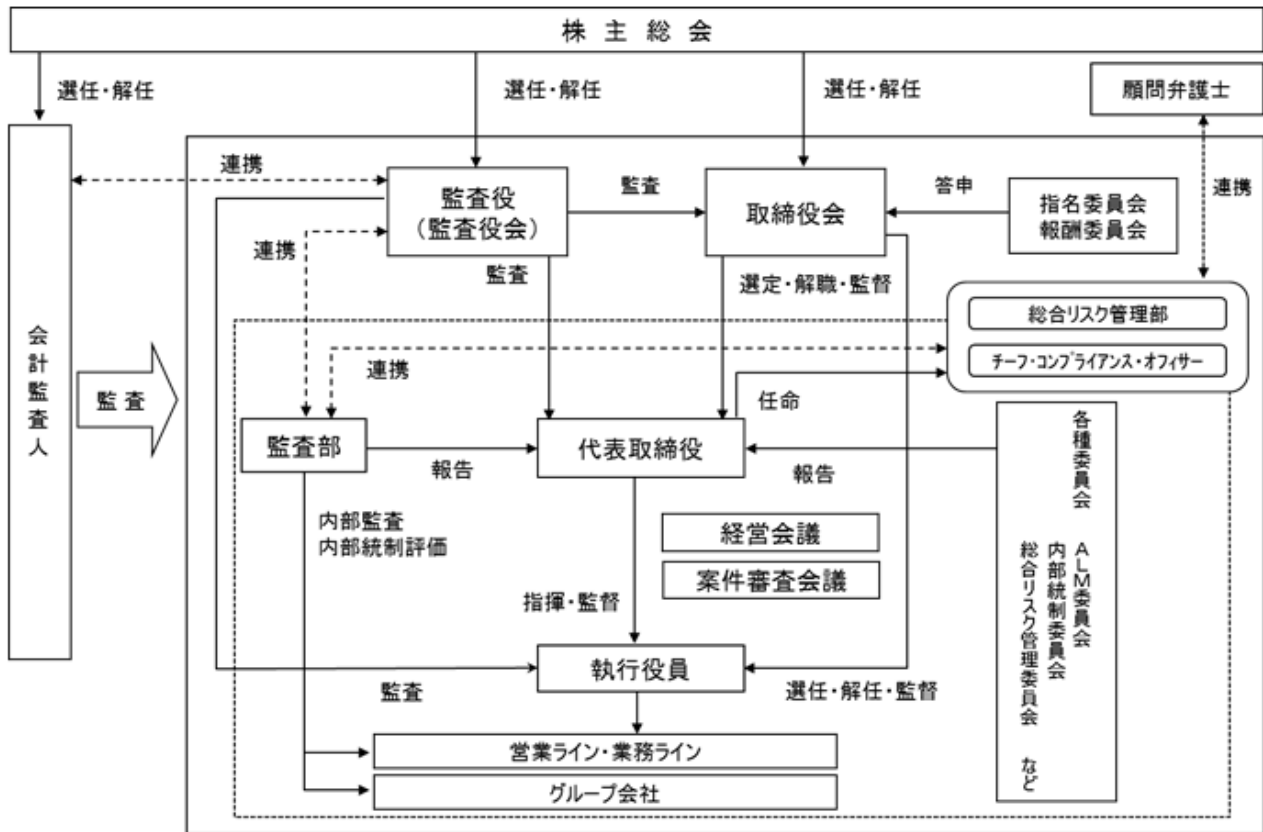 株主総会
選任・解任
選任・解任
選任・解任
顧問弁護士
連携
監査役
（監査役会）
監査
取締役会
答申
指名委員会
報酬委員会
連携
連携
監査
選定・解職・監督
総合リスク管理部
チーフ・コンプライアンス・オフィサー
会計監査人
監査
連携
任命
監査部
報告
代表取締役
報告
各種委員会
ALM委員会
内部統制委員会
総合リスク管理委員会 など
内部監査
内部統制評価
経営会議
案件審査会議
指揮・監督
執行役員
監査
選任・解任・監督
営業ライン・業務ライン
グループ会社